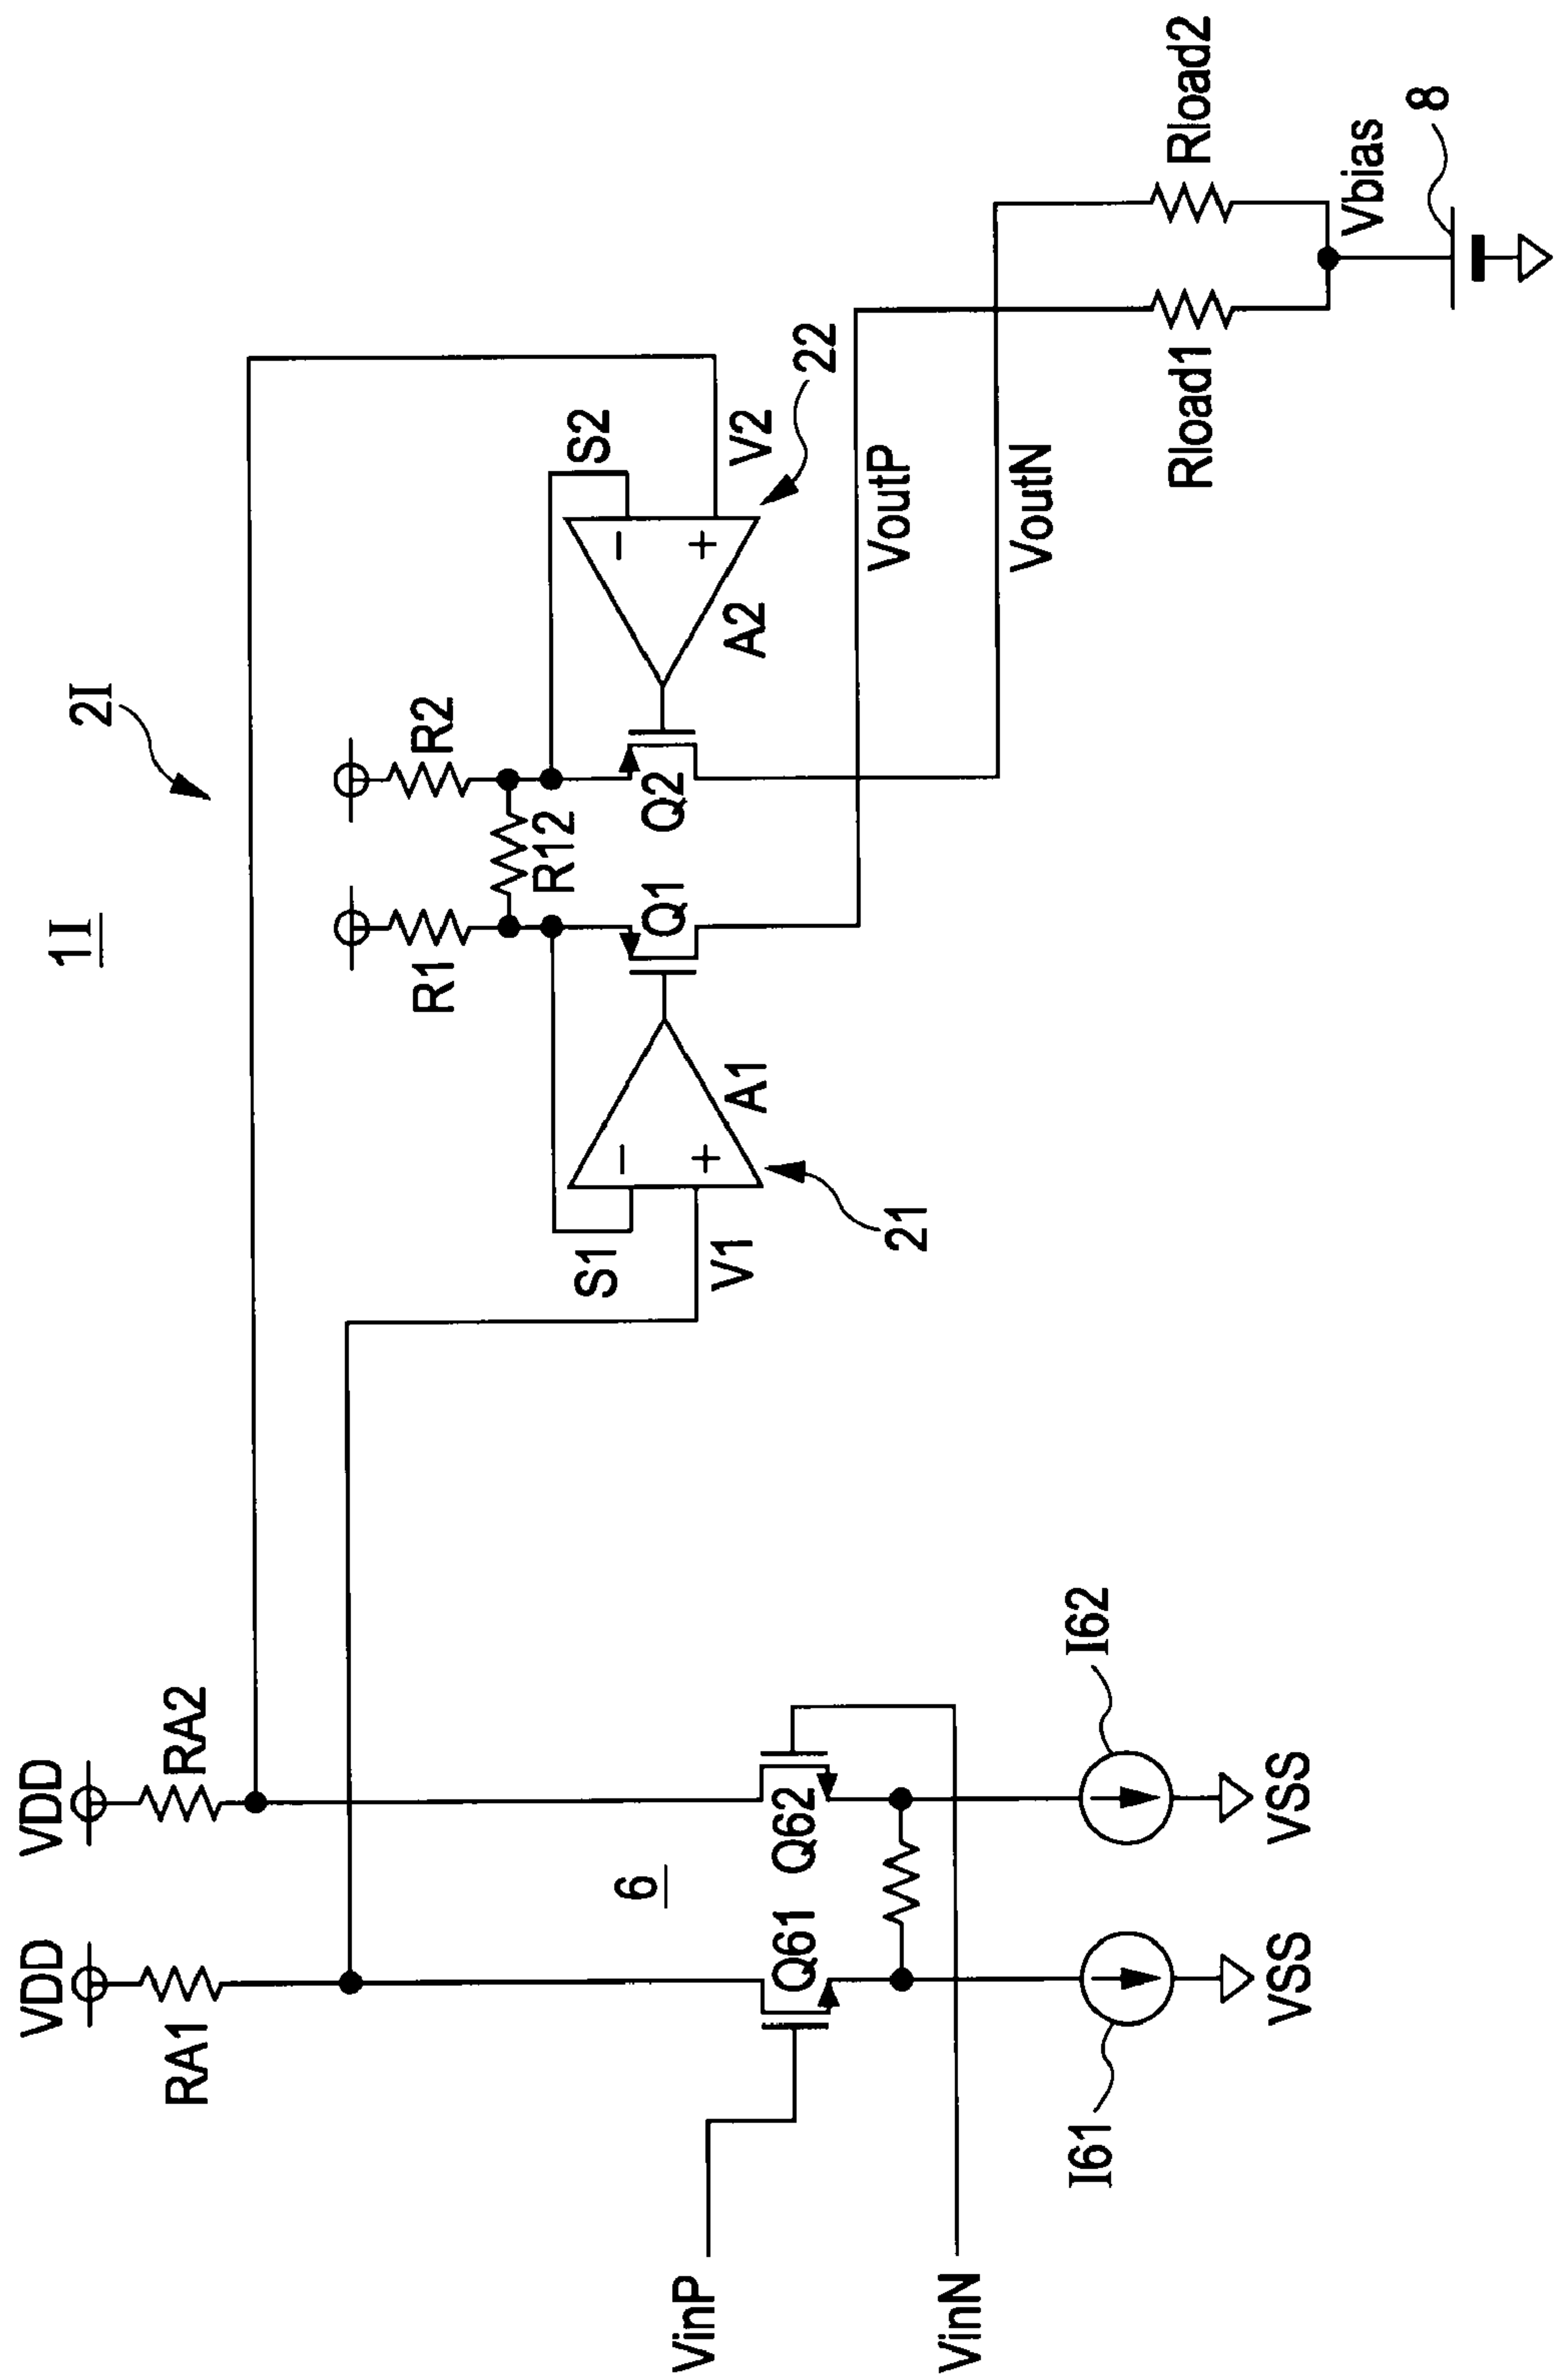 1I
2I
VDD
VDD
RA1
RA2
R1
R2
R12
S1
S2
Q1
Q2
−
+
−
+
V1
V2
A1
A2
21
22
6
VinP
Q61
Q62
VoutP
VinN
VoutN
I61
I62
Rload1
Rload2
VSS
VSS
Vbias
8